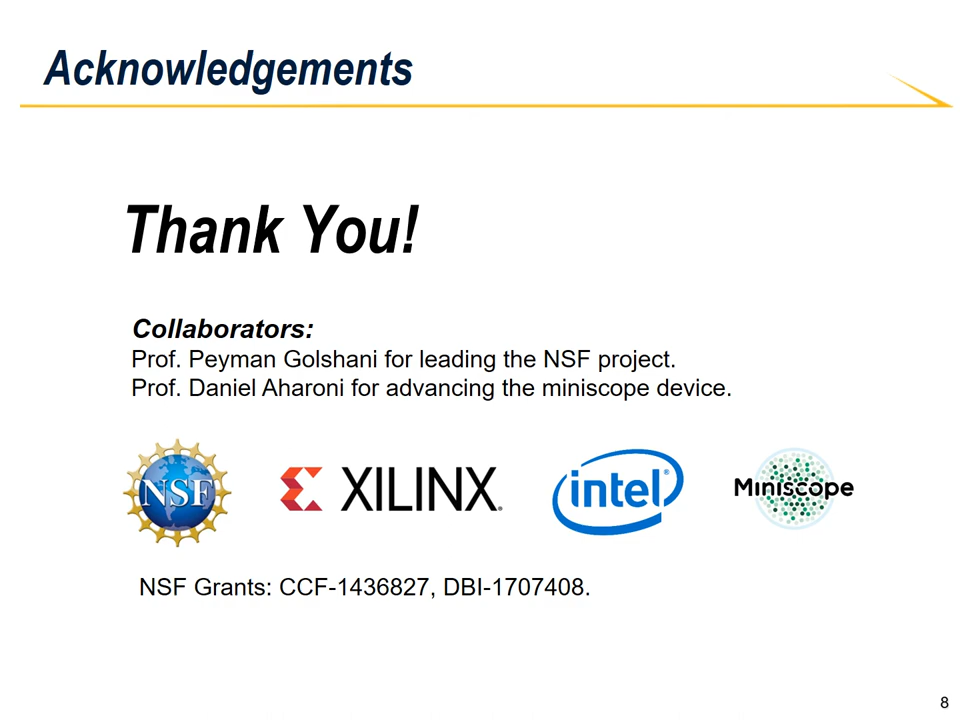 Acknowledgements
Thank You!
Collaborators:
Prof. Peyman Golshani for leading the NSF project.
Prof. Daniel Aharoni for advancing the miniscope device.
NSF
XILINX.
intel®
Miniscope
NSF Grants: CCF-1436827, DBI-1707408.
8